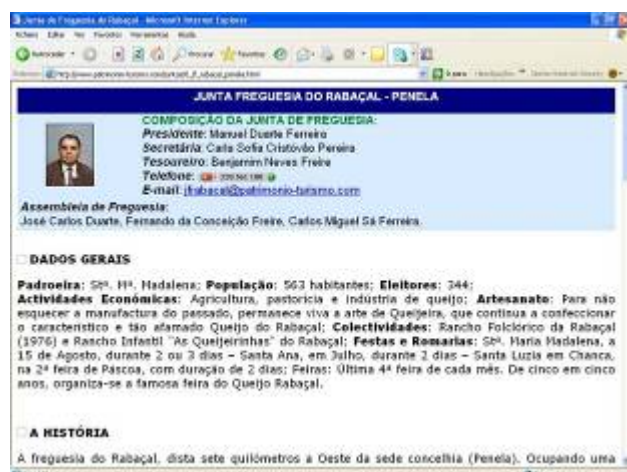 Junta de Freguesia do Rabaçal - Microsoft Internet Explorer
JUNTA FREGUESIA DO RABAÇAL - PENELA
COMPOSIÇÃO DA JUNTA DE FREGUESIA:
Presidente: Manuel Duarte Ferreira
Secretária: Carla Sofia Cristóvão Pereira
Tesoureiro: Benjamim Neves Freire
Telefone:
E-mail: jfrabacal@patrimonio-turismo.com
Assembleia de Freguesia:
José Carlos Duarte, Fernando da Conceição Freire, Carlos Miguel Sá Ferreira.
DADOS GERAIS
Padroeira: Stª. Mª. Madalena; População: 563 habitantes; Eleitores: 344;
Actividades Económicas: Agricultura, pastorícia e indústria de queijo; Artesanato: Para não
esquecer a manufactura do passado, permanece viva a arte de Queijeira, que continua a confeccionar
o característico e tão afamado Queijo do Rabaçal; Colectividades: Rancho Folclórico da Rabaçal
(1976) e Rancho Infantil "As Queijeirinhas" do Rabaçal; Festas e Romarias: Stª. Maria Madalena, a
15 de Agosto, durante 2 ou 3 dias – Santa Ana, em Julho, durante 2 dias – Santa Luzia em Chanca,
na 2ª feira de Páscoa, com duração de 2 dias; Feiras: Última 4ª feira de cada mês. De cinco em cinco
anos, organiza-se a famosa feira do Queijo Rabaçal.
A HISTÓRIA
A freguesia do Rabaçal, dista sete quilómetros a Oeste da sede concelhia (Penela). Ocupando uma